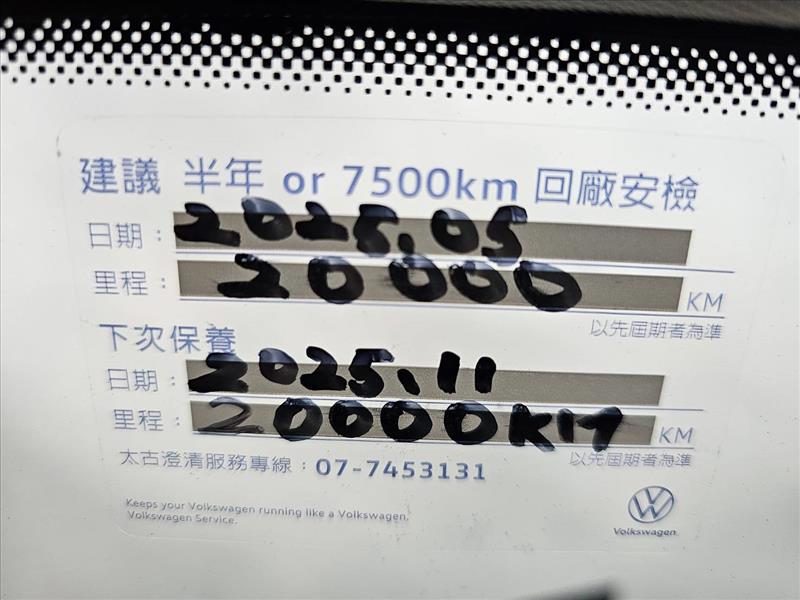 建議 半年 or 7500km 回廠安檢
日期：2025.05
里程：20000 KM
以先屆期者為準
下次保養
日期：2025.11
里程：20000KM KM
以先屆期者為準
太古澄清服務專線：07-7453131
Keeps your Volkswagen running like a Volkswagen.
Volkswagen Service.
Volkswagen